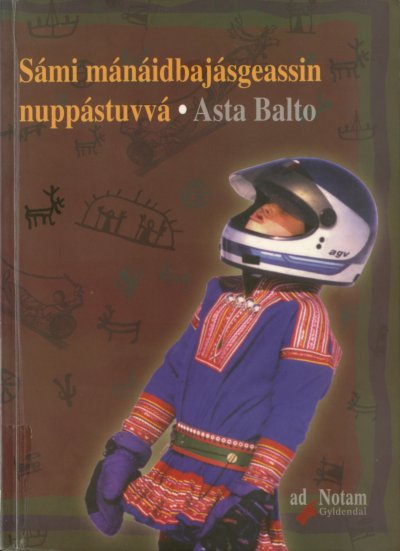 Sámi mánáidbajásgeassin
nuppástuvvá • Asta Balto
agv
ad Notam
Gyldendal